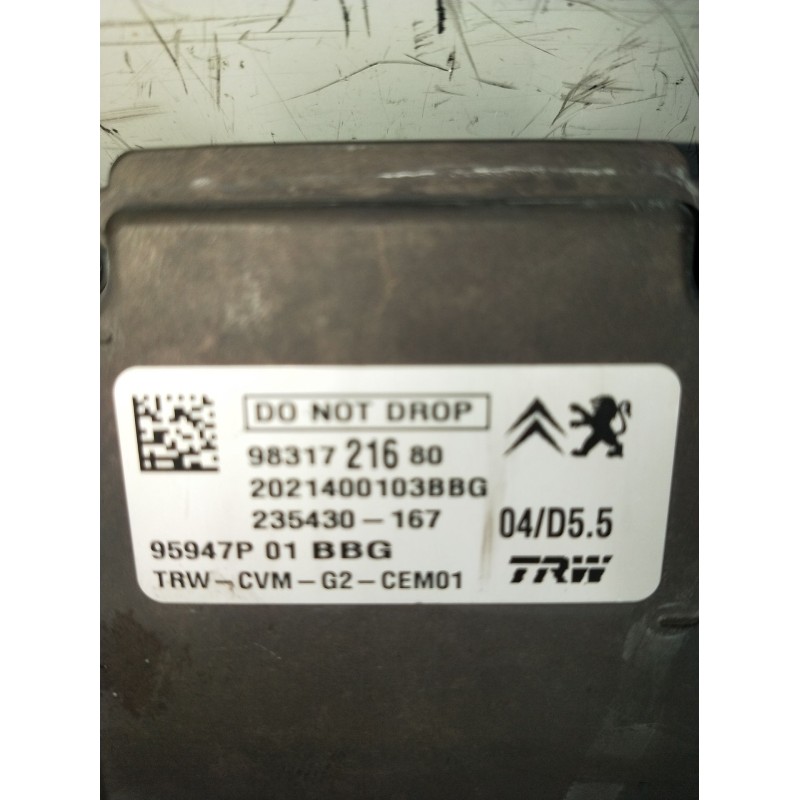 DO NOT DROP
98317 216 80
2021400103BBG
235430-167
04/D5.5
95947P 01 BBG
TRW-CVM-G2-CEM01
TRW